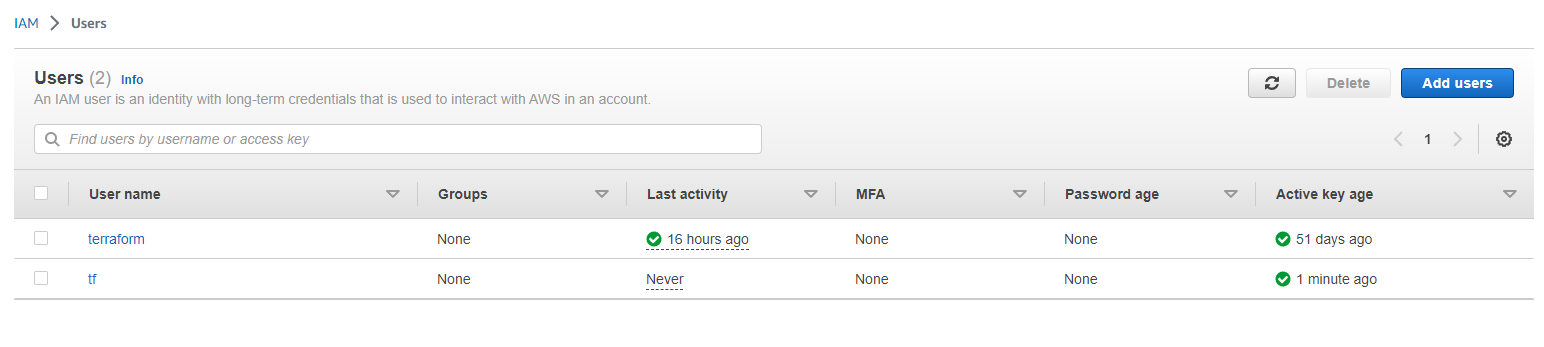 IAM > Users
Users (2) Info
An IAM user is an identity with long-term credentials that is used to interact with AWS in an account.
Delete
Add users
Find users by username or access key
1
User name Groups Last activity MFA Password age Active key age
terraform None 16 hours ago None None 51 days ago
tf None Never None None 1 minute ago